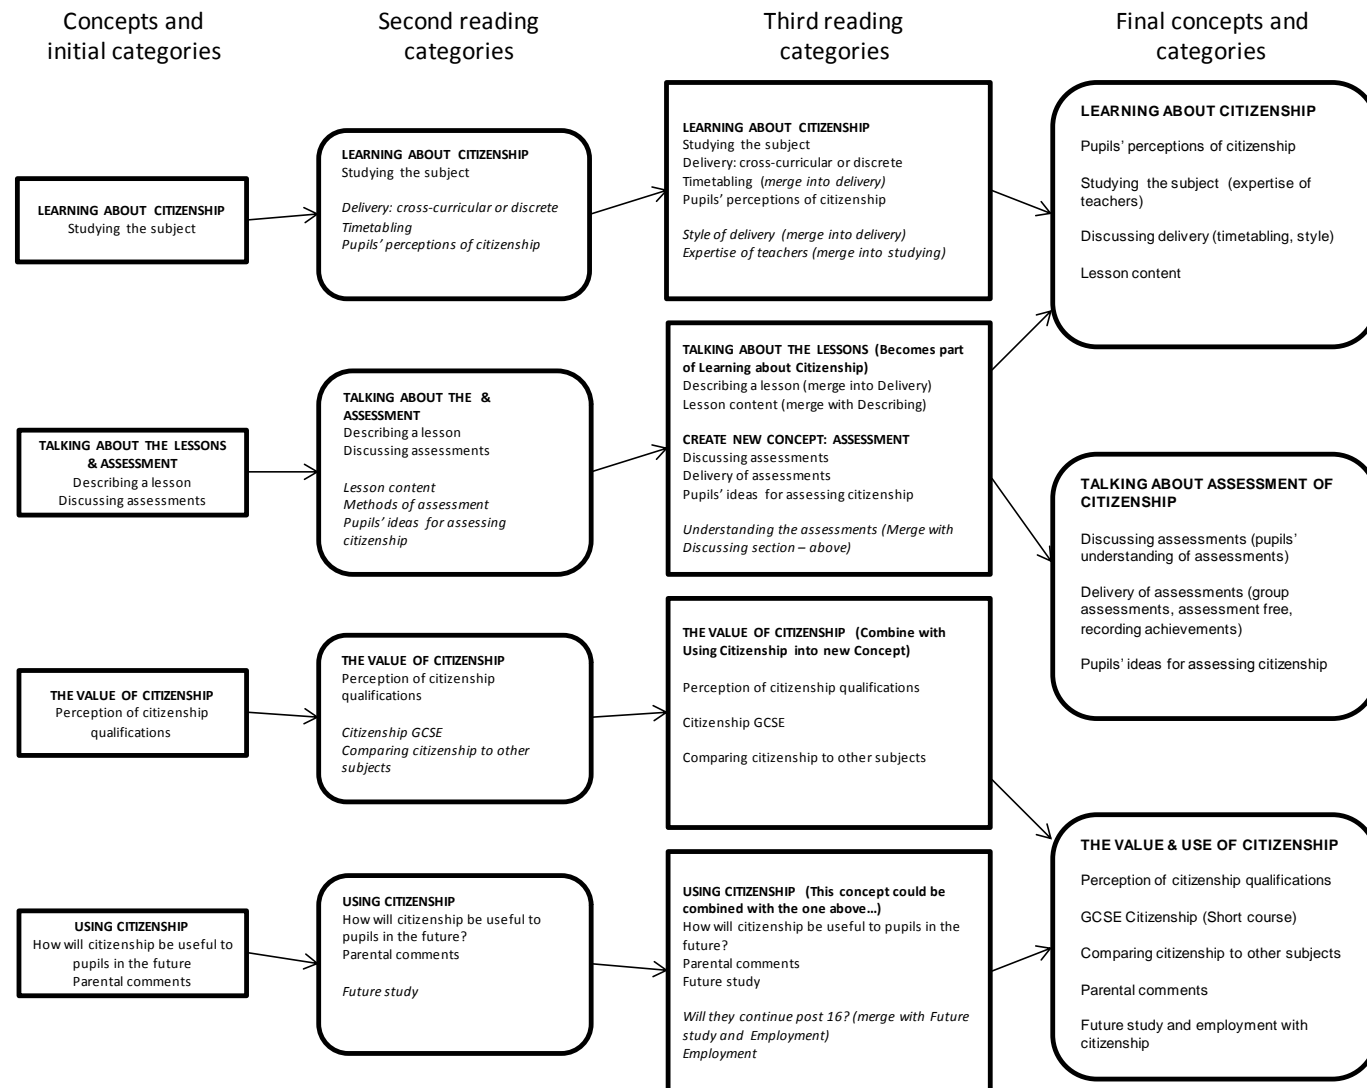 Concepts and
initial categories
Second reading
categories
Third reading
categories
Final concepts and
categories
LEARNING ABOUT CITIZENSHIP
Studying the subject
TALKING ABOUT THE LESSONS
& ASSESSMENT
Describing a lesson
Discussing assessments
THE VALUE OF CITIZENSHIP
Perception of citizenship
qualifications
USING CITIZENSHIP
How will citizenship be useful to
pupils in the future
Parental comments
LEARNING ABOUT CITIZENSHIP
Studying the subject
Delivery: cross-curricular or discrete
Timetabling
Pupils' perceptions of citizenship
TALKING ABOUT THE &
ASSESSMENT
Describing a lesson
Discussing assessments
Lesson content
Methods of assessment
Pupils' ideas for assessing
citizenship
THE VALUE OF CITIZENSHIP
Perception of citizenship
qualifications
Citizenship GCSE
Comparing citizenship to other
subjects
USING CITIZENSHIP
How will citizenship be useful to
pupils in the future?
Parental comments
Future study
LEARNING ABOUT CITIZENSHIP
Studying the subject
Delivery: cross-curricular or discrete
Timetabling (merge into delivery)
Pupils' perceptions of citizenship
Style of delivery (merge into delivery)
Expertise of teachers (merge into studying)
TALKING ABOUT THE LESSONS (Becomes part
of Learning about Citizenship)
Describing a lesson (merge into Delivery)
Lesson content (merge with Describing)
CREATE NEW CONCEPT: ASSESSMENT
Discussing assessments
Delivery of assessments
Pupils' ideas for assessing citizenship
Understanding the assessments (Merge with
Discussing section – above)
THE VALUE OF CITIZENSHIP (Combine with
Using Citizenship into new Concept)
Perception of citizenship qualifications
Citizenship GCSE
Comparing citizenship to other subjects
USING CITIZENSHIP (This concept could be
combined with the one above…)
How will citizenship be useful to pupils in the
future?
Parental comments
Future study
Will they continue post 16? (merge with Future
study and Employment)
Employment
LEARNING ABOUT CITIZENSHIP
Pupils' perceptions of citizenship
Studying the subject (expertise of
teachers)
Discussing delivery (timetabling, style)
Lesson content
TALKING ABOUT ASSESSMENT OF
CITIZENSHIP
Discussing assessments (pupils'
understanding of assessments)
Delivery of assessments (group
assessments, assessment free,
recording achievements)
Pupils' ideas for assessing citizenship
THE VALUE & USE OF CITIZENSHIP
Perception of citizenship qualifications
GCSE Citizenship (Short course)
Comparing citizenship to other subjects
Parental comments
Future study and employment with
citizenship